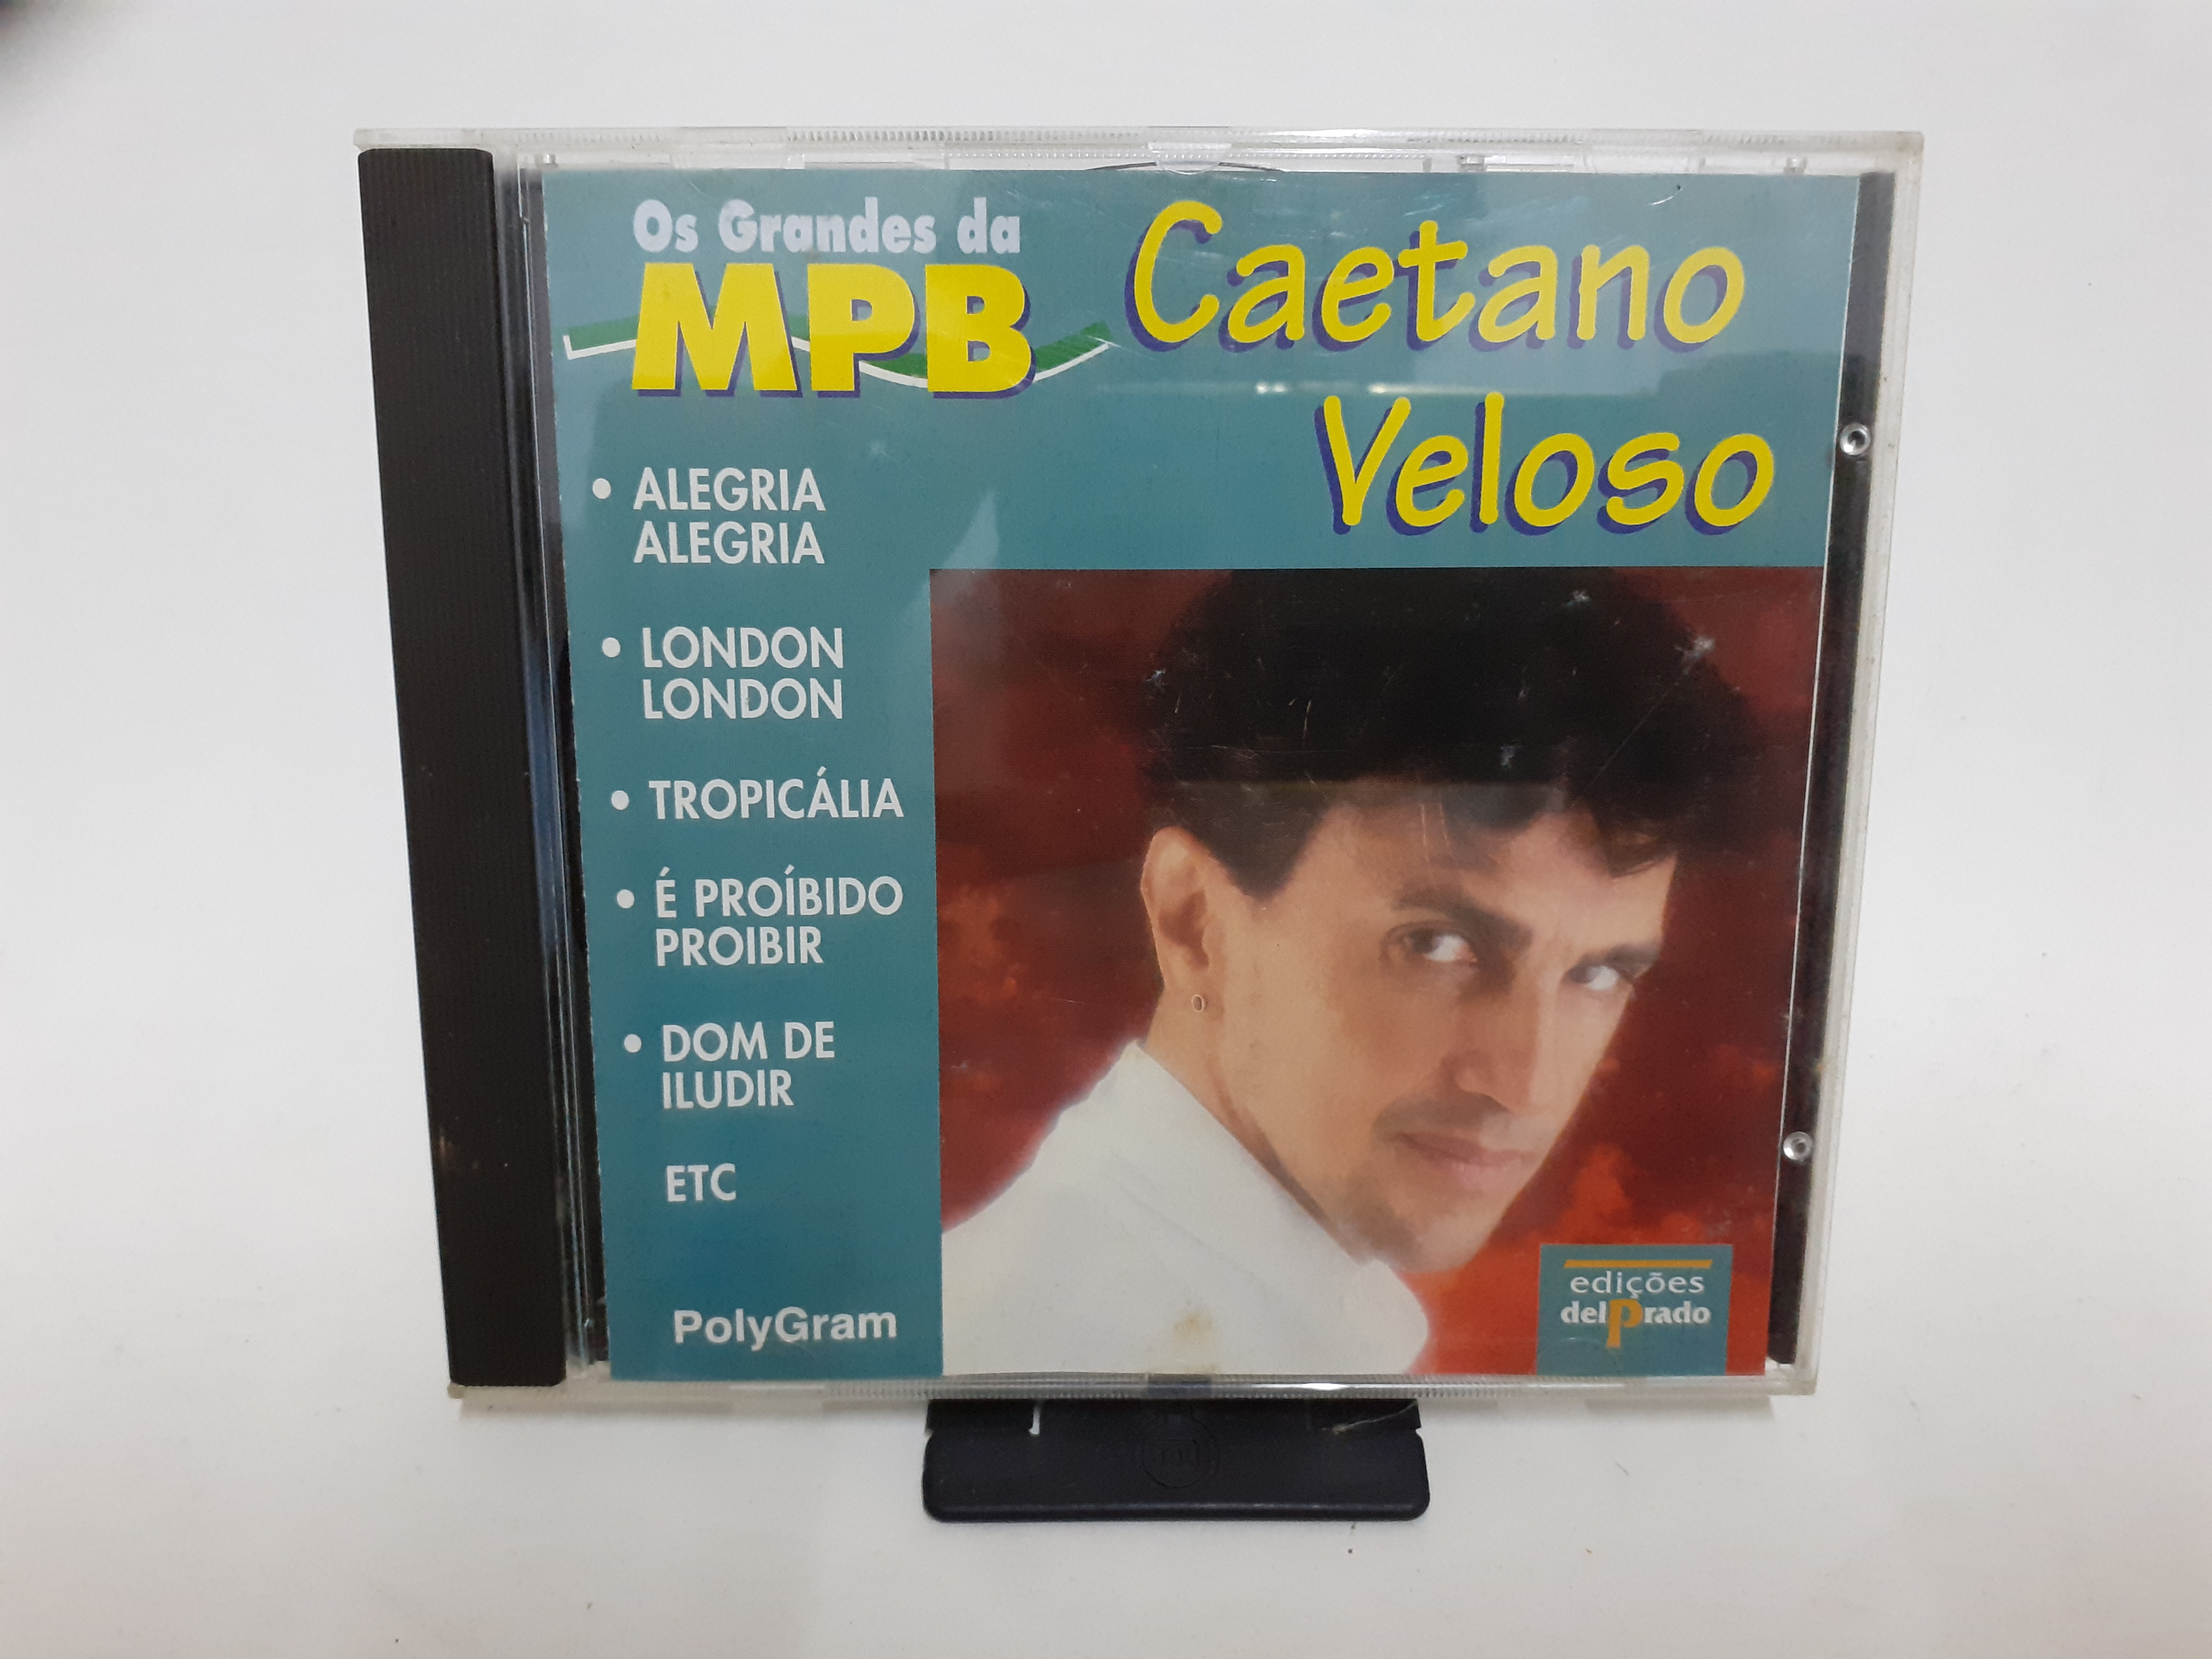 Os Grandes da
MPB
Caetano
Veloso
• ALEGRIA
ALEGRIA
• LONDON
LONDON
• TROPICÁLIA
• É PROÍBIDO
PROIBIR
• DOM DE
ILUDIR
ETC
PolyGram
edições
delPrado